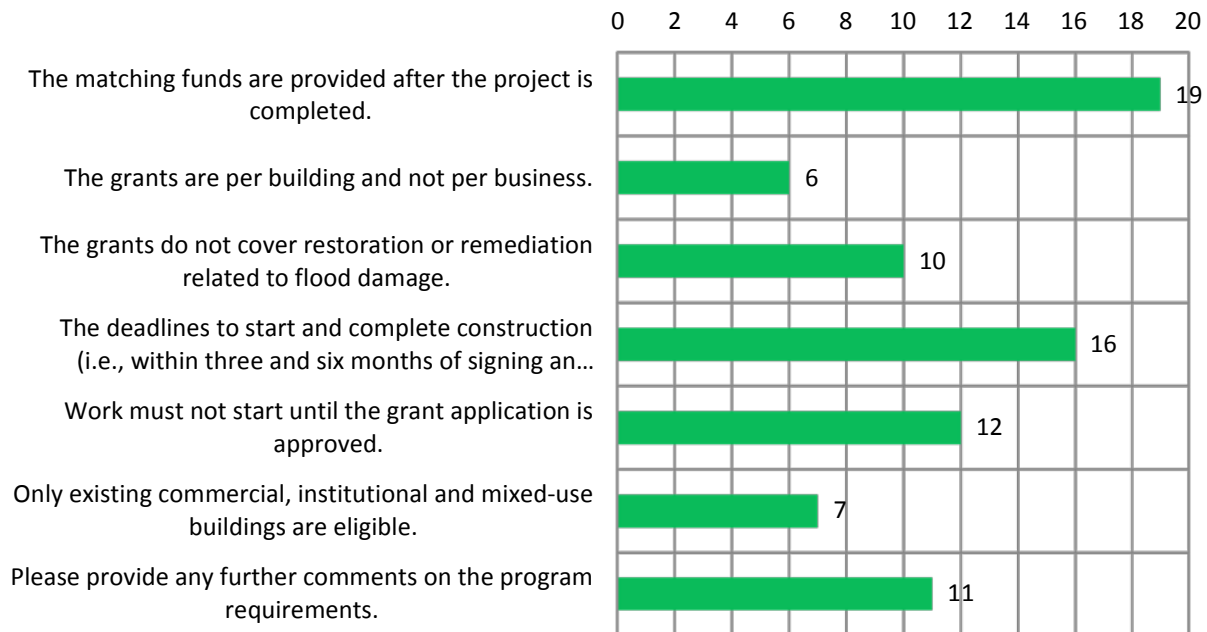 0 2 4 6 8 10 12 14 16 18 20
The matching funds are provided after the project is
completed.
19
The grants are per building and not per business.
6
The grants do not cover restoration or remediation
related to flood damage.
10
The deadlines to start and complete construction
(i.e., within three and six months of signing an…
16
Work must not start until the grant application is
approved.
12
Only existing commercial, institutional and mixed-use
buildings are eligible.
7
Please provide any further comments on the program
requirements.
11